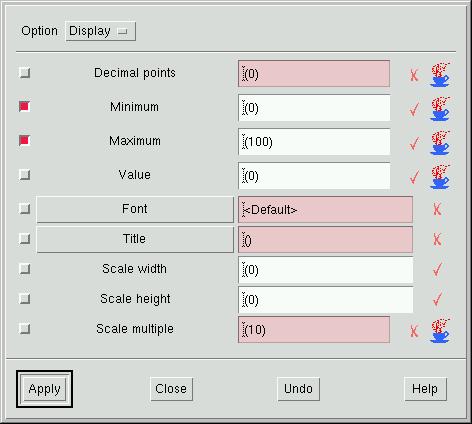 Option Display
Decimal points (0)
Minimum (0)
Maximum (100)
Value (0)
Font <Default>
Title ()
Scale width (0)
Scale height (0)
Scale multiple (10)
Apply Close Undo Help